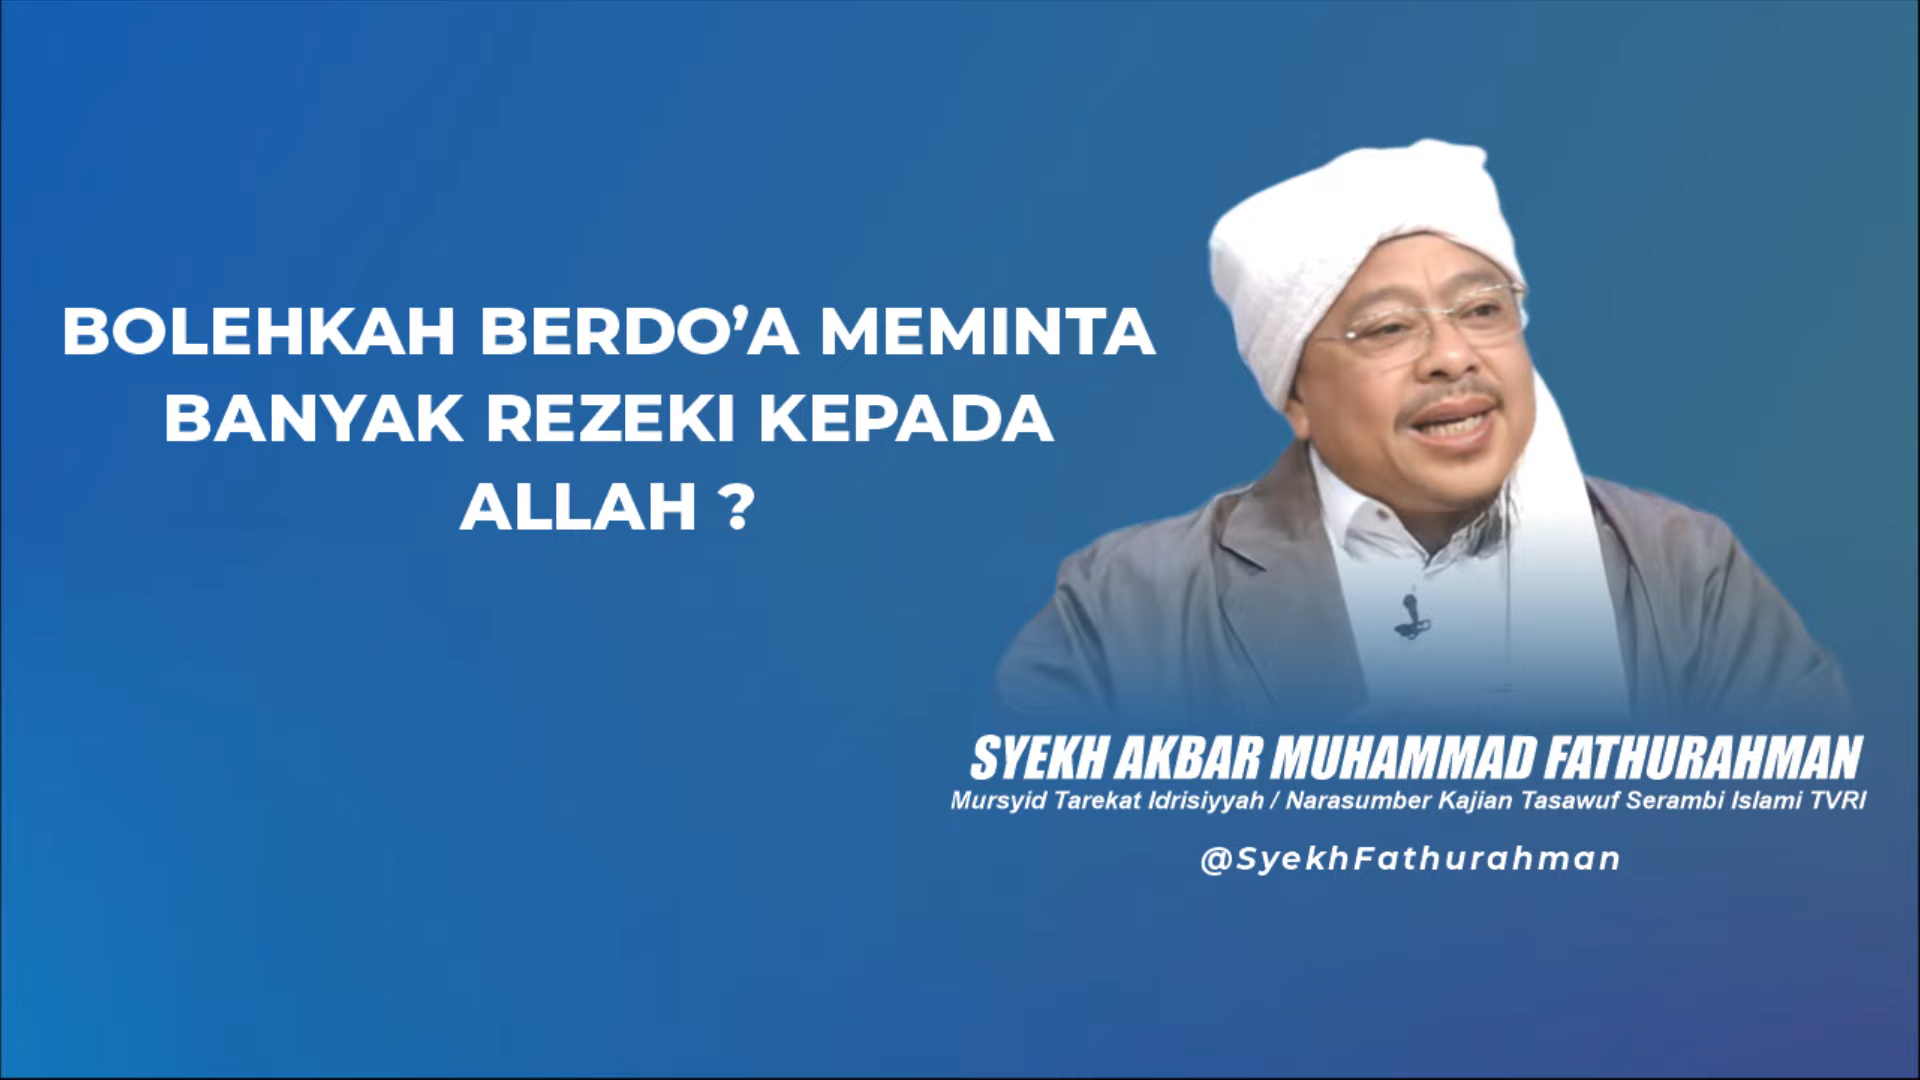 BOLEHKAH BERDO'A MEMINTA
BANYAK REZEKI KEPADA
ALLAH ?
SYEKH AKBAR MUHAMMAD FATHURAHMAN
Mursyid Tarekat Idrisiyyah / Narasumber Kajian Tasawuf Serambi Islami TVRI
@SyekhFathurahman